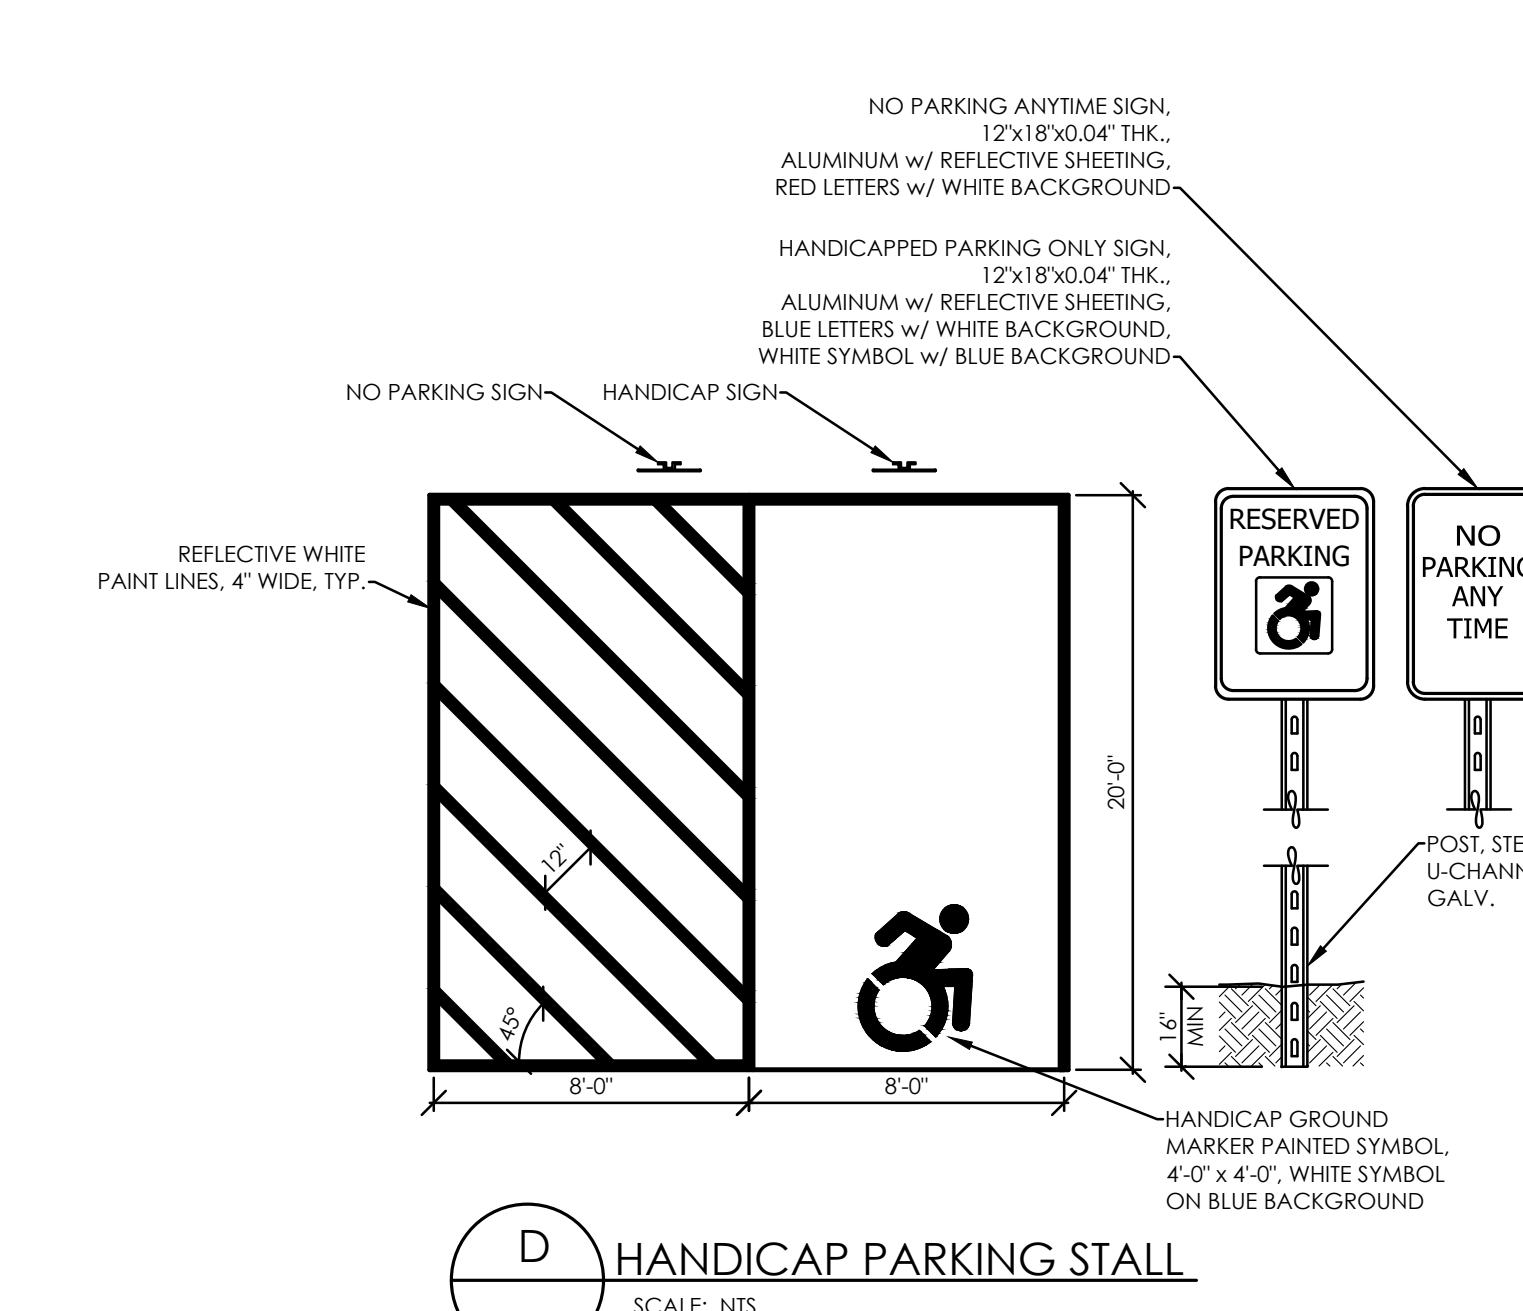 NO PARKING ANYTIME SIGN,
12"x18"x0.04" THK.,
ALUMINUM w/ REFLECTIVE SHEETING,
RED LETTERS w/ WHITE BACKGROUND
HANDICAPPED PARKING ONLY SIGN,
12"x18"x0.04" THK.,
ALUMINUM w/ REFLECTIVE SHEETING,
BLUE LETTERS w/ WHITE BACKGROUND,
WHITE SYMBOL w/ BLUE BACKGROUND
NO PARKING SIGN
HANDICAP SIGN
REFLECTIVE WHITE
PAINT LINES, 4" WIDE, TYP.
RESERVED
PARKING
NO
PARKING
ANY
TIME
20'-0"
12"
45°
8'-0"
8'-0"
POST, STE
U-CHANN
GALV.
16"
MIN
HANDICAP GROUND
MARKER PAINTED SYMBOL,
4'-0" x 4'-0", WHITE SYMBOL
ON BLUE BACKGROUND
D
HANDICAP PARKING STALL
SCALE: NTS